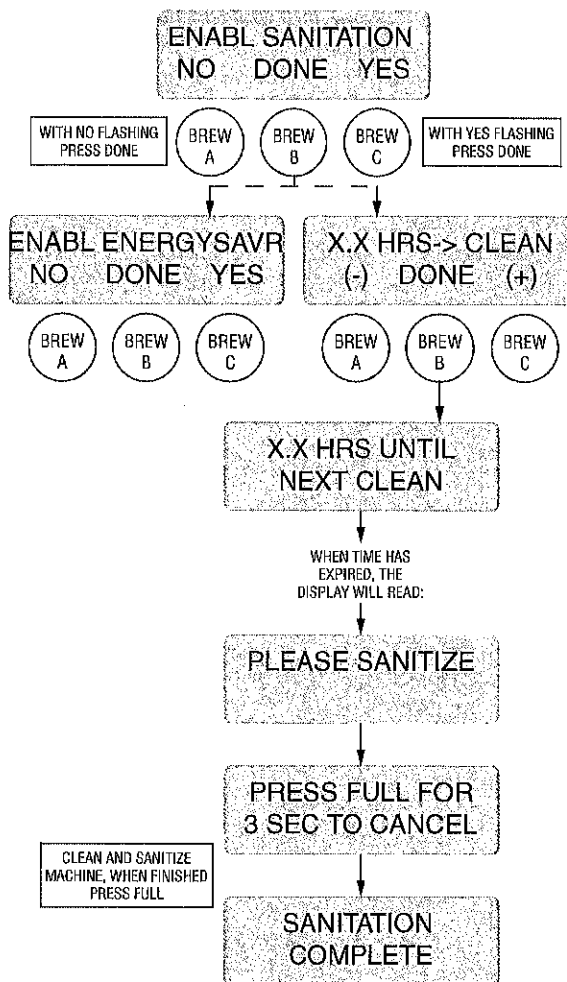 ENABL SANITATION
NO DONE YES
WITH NO FLASHING
PRESS DONE
BREW
A
BREW
B
BREW
C
WITH YES FLASHING
PRESS DONE
ENABL ENERGYSAVR
NO DONE YES
BREW
A
BREW
B
BREW
C
X.X HRS-> CLEAN
(-) DONE (+)
BREW
A
BREW
B
BREW
C
X.X HRS UNTIL
NEXT CLEAN
WHEN TIME HAS
EXPIRED, THE
DISPLAY WILL READ:
PLEASE SANITIZE
PRESS FULL FOR
3 SEC TO CANCEL
CLEAN AND SANITIZE
MACHINE, WHEN FINISHED
PRESS FULL
SANITATION
COMPLETE